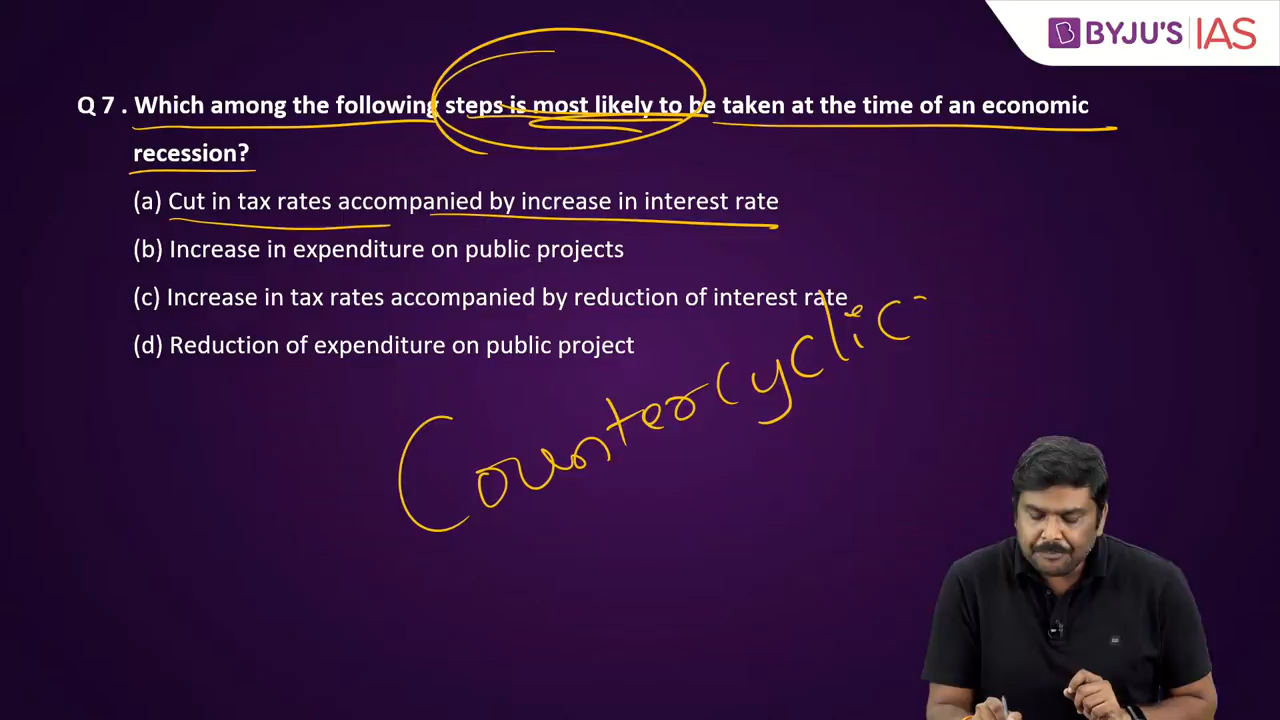 BYJU'S IAS
Q 7 . Which among the following steps is most likely to be taken at the time of an economic
recession?
(a) Cut in tax rates accompanied by increase in interest rate
(b) Increase in expenditure on public projects
(c) Increase in tax rates accompanied by reduction of interest rate
(d) Reduction of expenditure on public project
Countercyclic